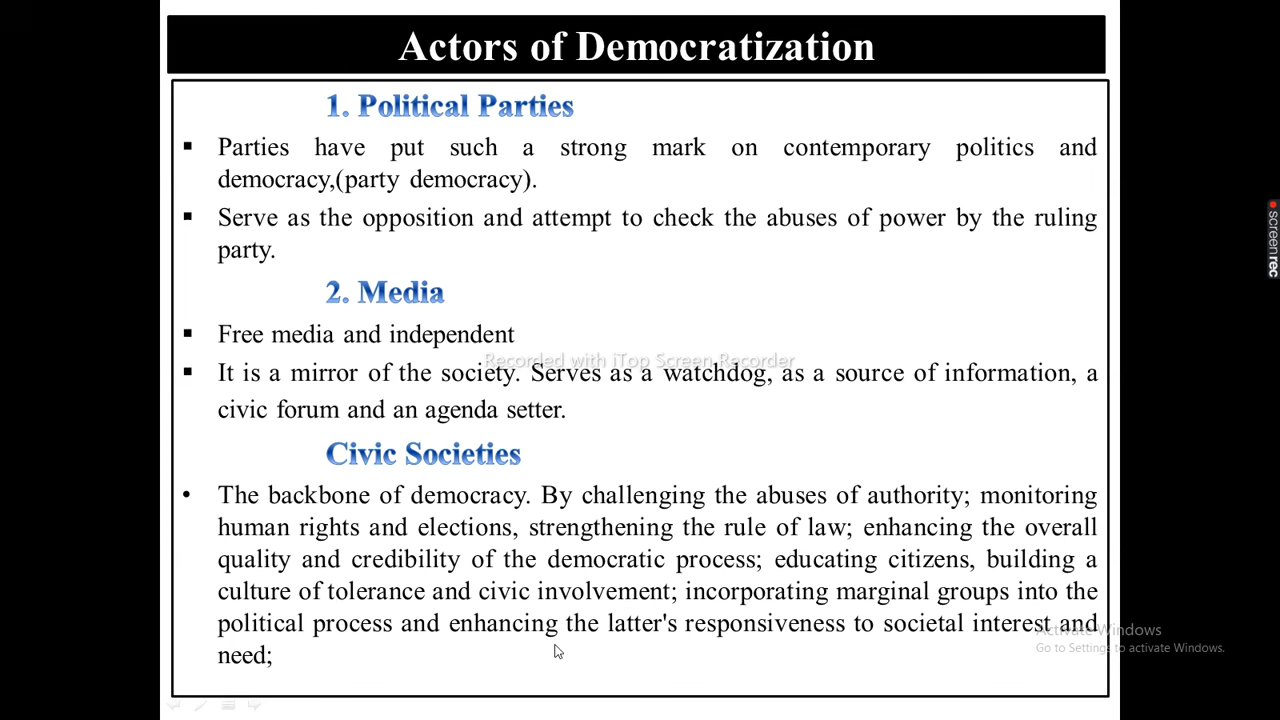 Actors of Democratization
1. Political Parties
▪ Parties have put such a strong mark on contemporary politics and
democracy,(party democracy).
▪ Serve as the opposition and attempt to check the abuses of power by the ruling
party.
2. Media
▪ Free media and independent
Recorded with iTop Screen Recorder
▪ It is a mirror of the society. Serves as a watchdog, as a source of information, a
civic forum and an agenda setter.
Civic Societies
• The backbone of democracy. By challenging the abuses of authority; monitoring
human rights and elections, strengthening the rule of law; enhancing the overall
quality and credibility of the democratic process; educating citizens, building a
culture of tolerance and civic involvement; incorporating marginal groups into the
political process and enhancing the latter's responsiveness to societal interest and
need;
Activate Windows
Go to Settings to activate Windows.
screenrec